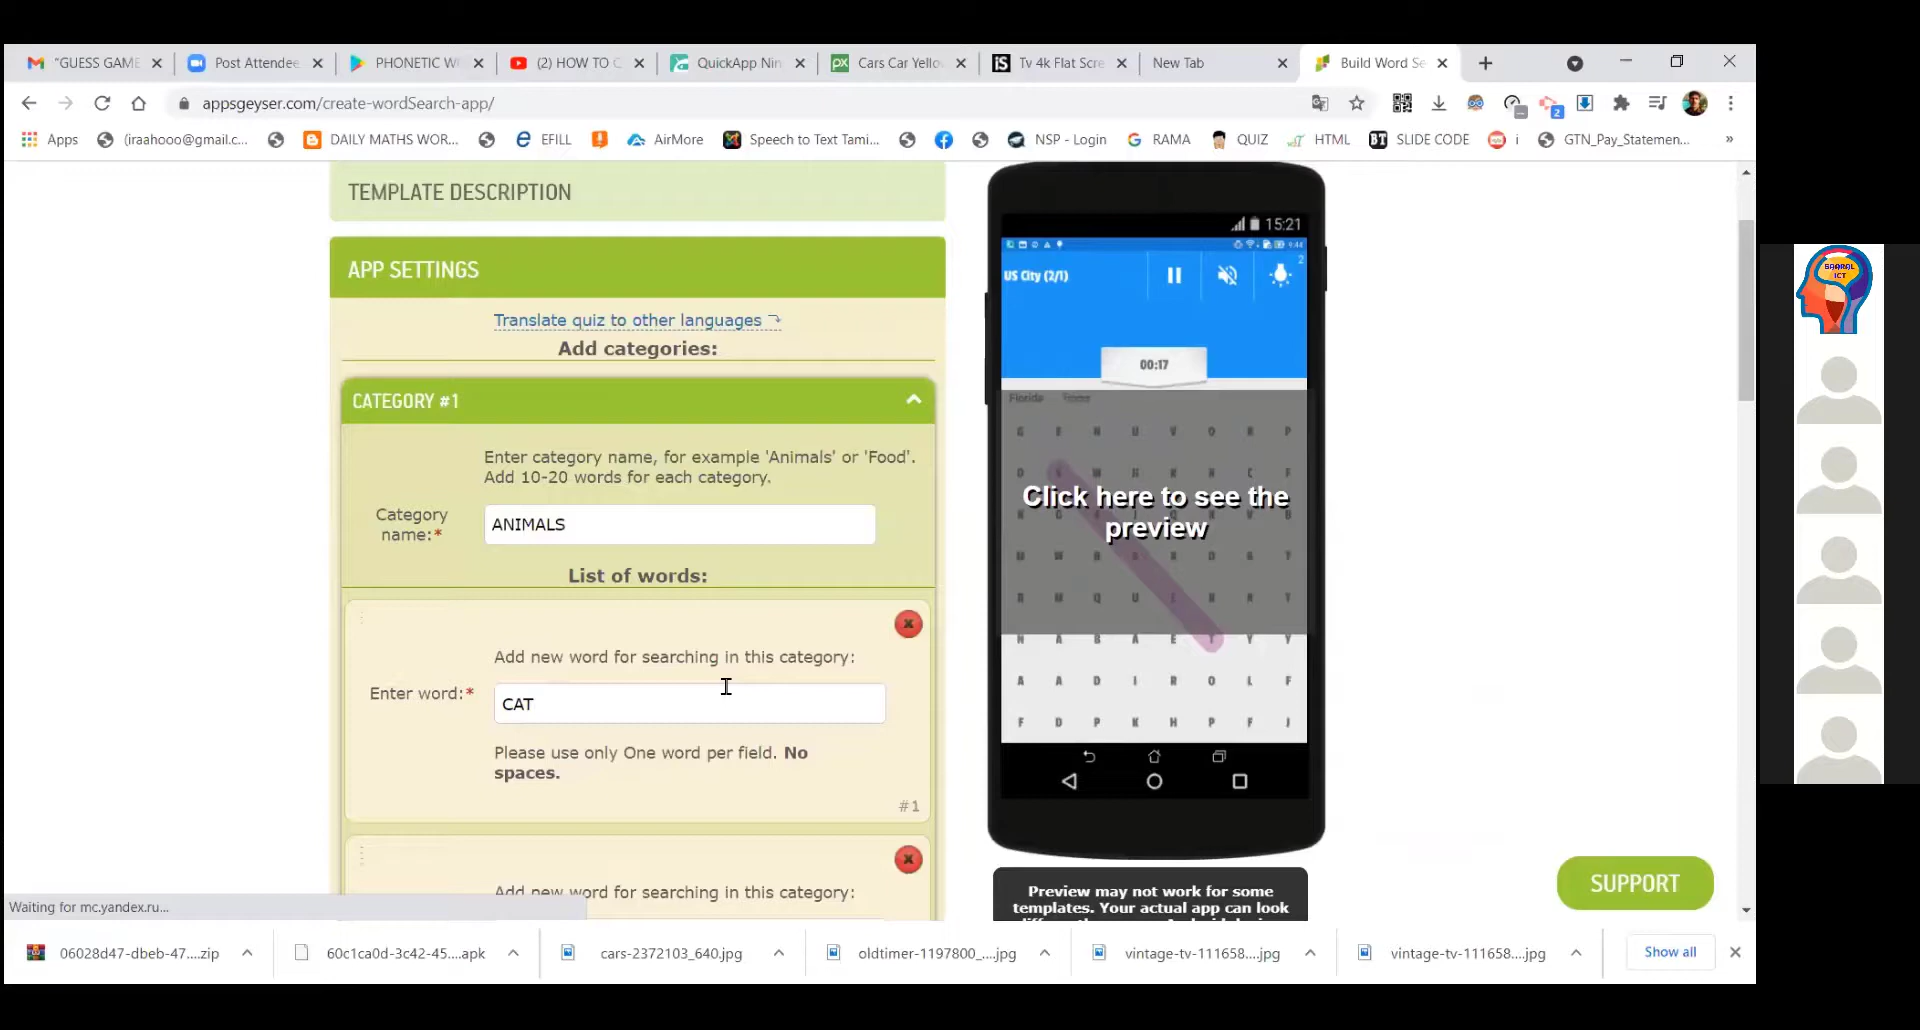 "GUESS GAME
Post Attendee
PHONETIC W
(2) HOW TO C
QuickApp Nin
Cars Car Yello
Tv 4k Flat Scre
New Tab
Build Word Se
appsgeyser.com/create-wordSearch-app/
Apps
(iraahooo@gmail.c...
DAILY MATHS WOR...
EFILL
AirMore
Speech to Text Tami...
NSP - Login
RAMA
QUIZ
HTML
SLIDE CODE
i
GTN_Pay_Statemen...
»
TEMPLATE DESCRIPTION
APP SETTINGS
Translate quiz to other languages
Add categories:
CATEGORY #1
Enter category name, for example 'Animals' or 'Food'.
Add 10-20 words for each category.
Category
name:*
ANIMALS
List of words:
Add new word for searching in this category:
Enter word:*
CAT
Please use only One word per field. No
spaces.
#1
Add new word for searching in this category:
15:21
9:44
US City (2/1)
2
00:17
Florida
Click here to see the
preview
N A B A E T Y V
A A D I R O L F
F D P K H P F J
Preview may not work for some
templates. Your actual app can look
SUPPORT
SAARAL
ICT
Waiting for mc.yandex.ru...
06028d47-dbeb-47....zip
60c1ca0d-3c42-45....apk
cars-2372103_640.jpg
oldtimer-1197800_....jpg
vintage-tv-111658....jpg
vintage-tv-111658....jpg
Show all